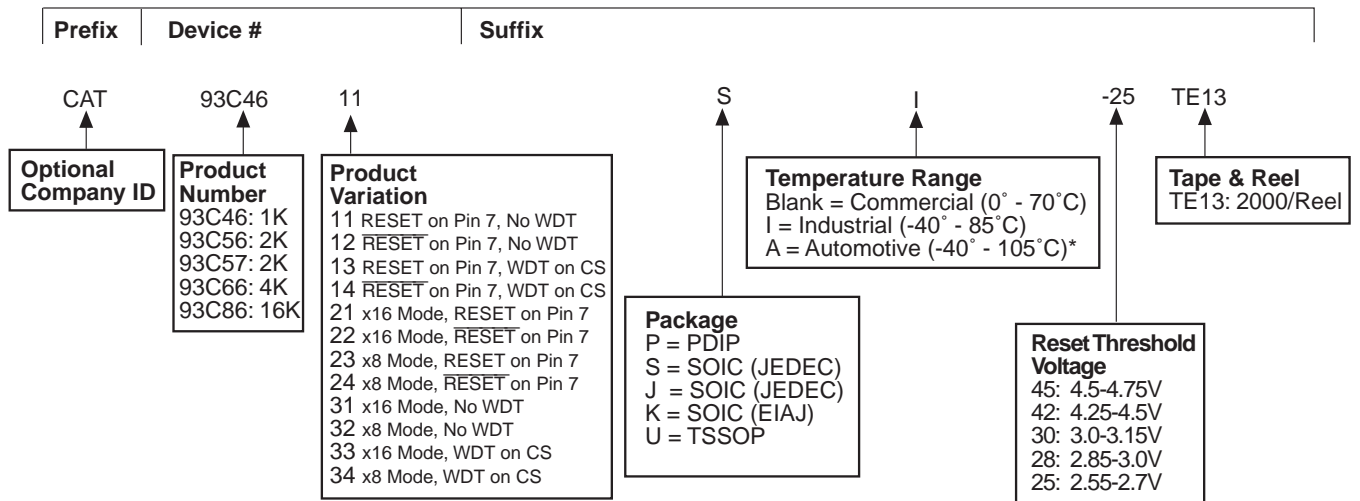 Prefix Device # Suffix
CAT 93C46 11 S I -25 TE13
Optional
Company ID
Product
Number
93C46: 1K
93C56: 2K
93C57: 2K
93C66: 4K
93C86: 16K
Product
Variation
11 RESET on Pin 7, No WDT
12 R̅E̅S̅E̅T̅ on Pin 7, No WDT
13 RESET on Pin 7, WDT on CS
14 R̅E̅S̅E̅T̅ on Pin 7, WDT on CS
21 x16 Mode, RESET on Pin 7
22 x16 Mode, R̅E̅S̅E̅T̅ on Pin 7
23 x8 Mode, RESET on Pin 7
24 x8 Mode, R̅E̅S̅E̅T̅ on Pin 7
31 x16 Mode, No WDT
32 x8 Mode, No WDT
33 x16 Mode, WDT on CS
34 x8 Mode, WDT on CS
Package
P = PDIP
S = SOIC (JEDEC)
J = SOIC (JEDEC)
K = SOIC (EIAJ)
U = TSSOP
Temperature Range
Blank = Commercial (0˚ - 70˚C)
I = Industrial (-40˚ - 85˚C)
A = Automotive (-40˚ - 105˚C)*
Reset Threshold
Voltage
45: 4.5-4.75V
42: 4.25-4.5V
30: 3.0-3.15V
28: 2.85-3.0V
25: 2.55-2.7V
Tape & Reel
TE13: 2000/Reel